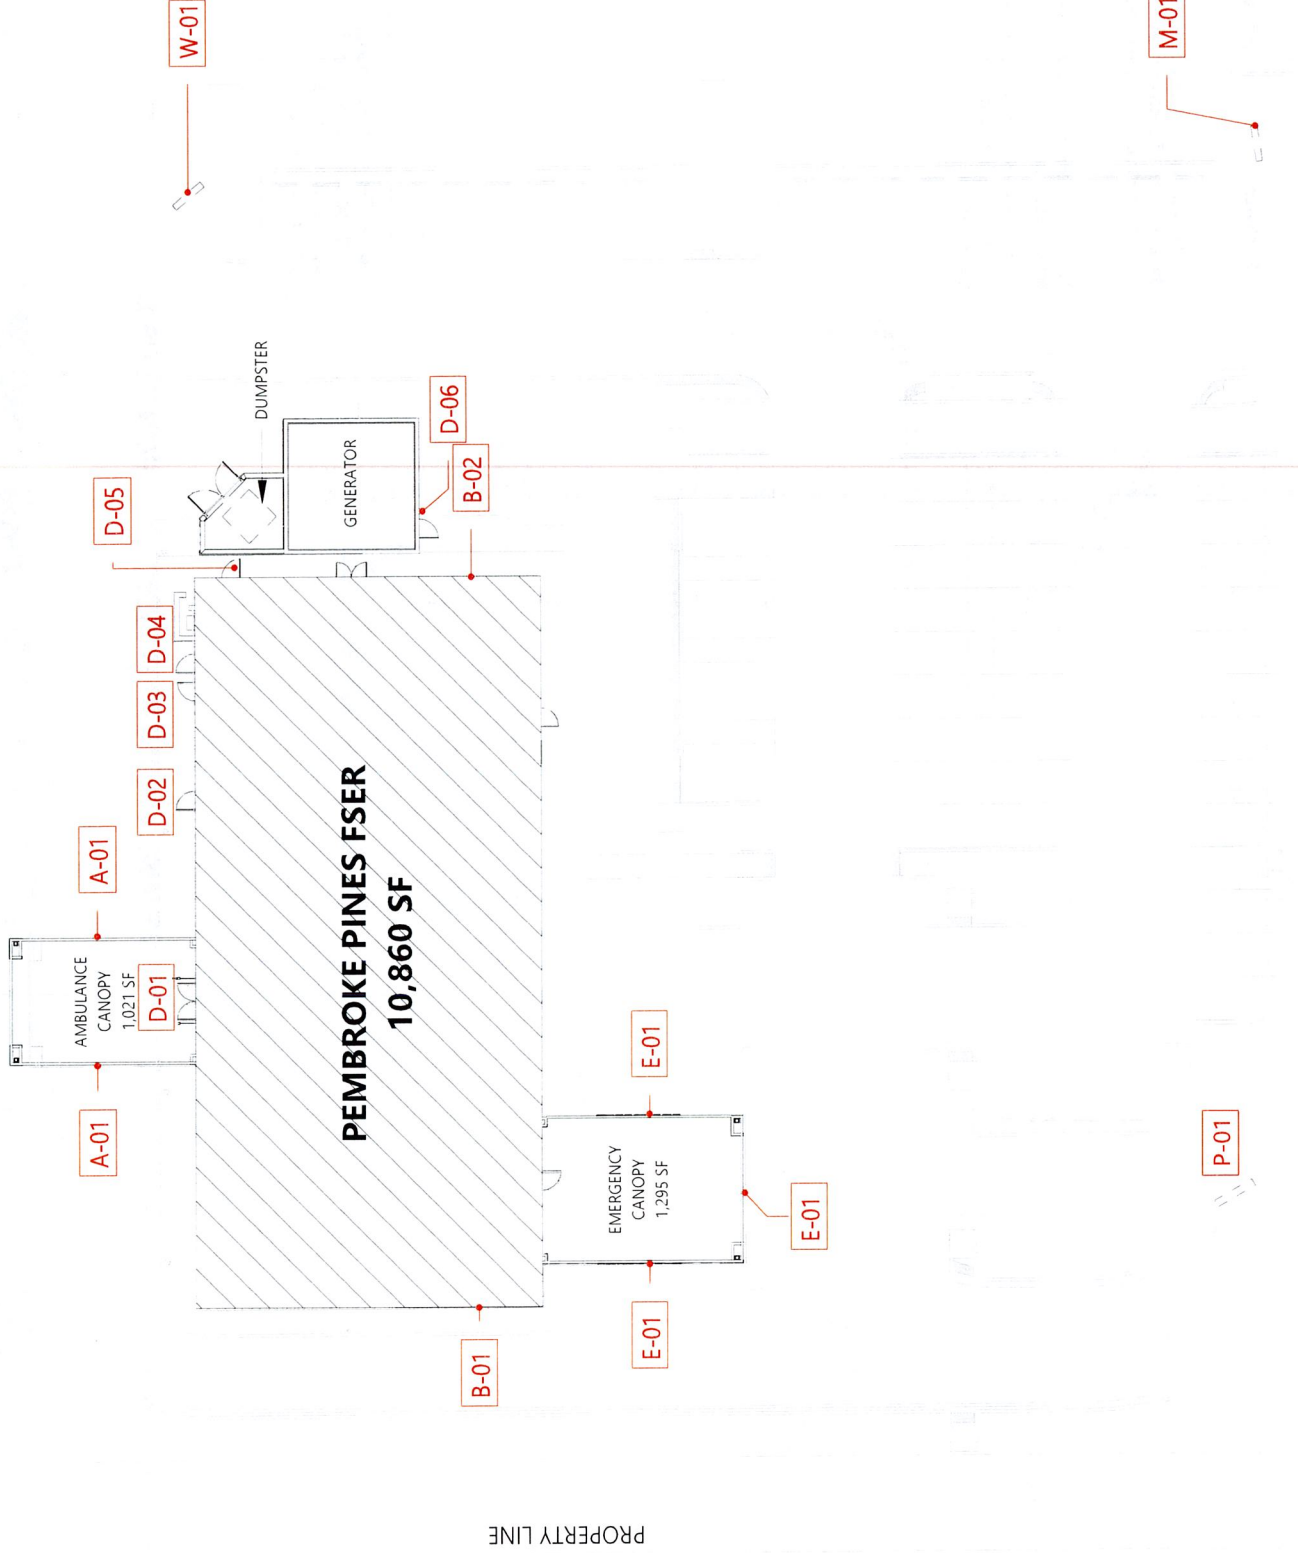 W-01
M-01
DUMPSTER
D-06
GENERATOR
B-02
D-05
D-04
D-03
D-02
A-01
AMBULANCE
CANOPY
1,021 SF
D-01
PEMBROKE PINES FSER
10,860 SF
A-01
E-01
EMERGENCY
CANOPY
1,295 SF
E-01
E-01
B-01
P-01
PROPERTY LINE